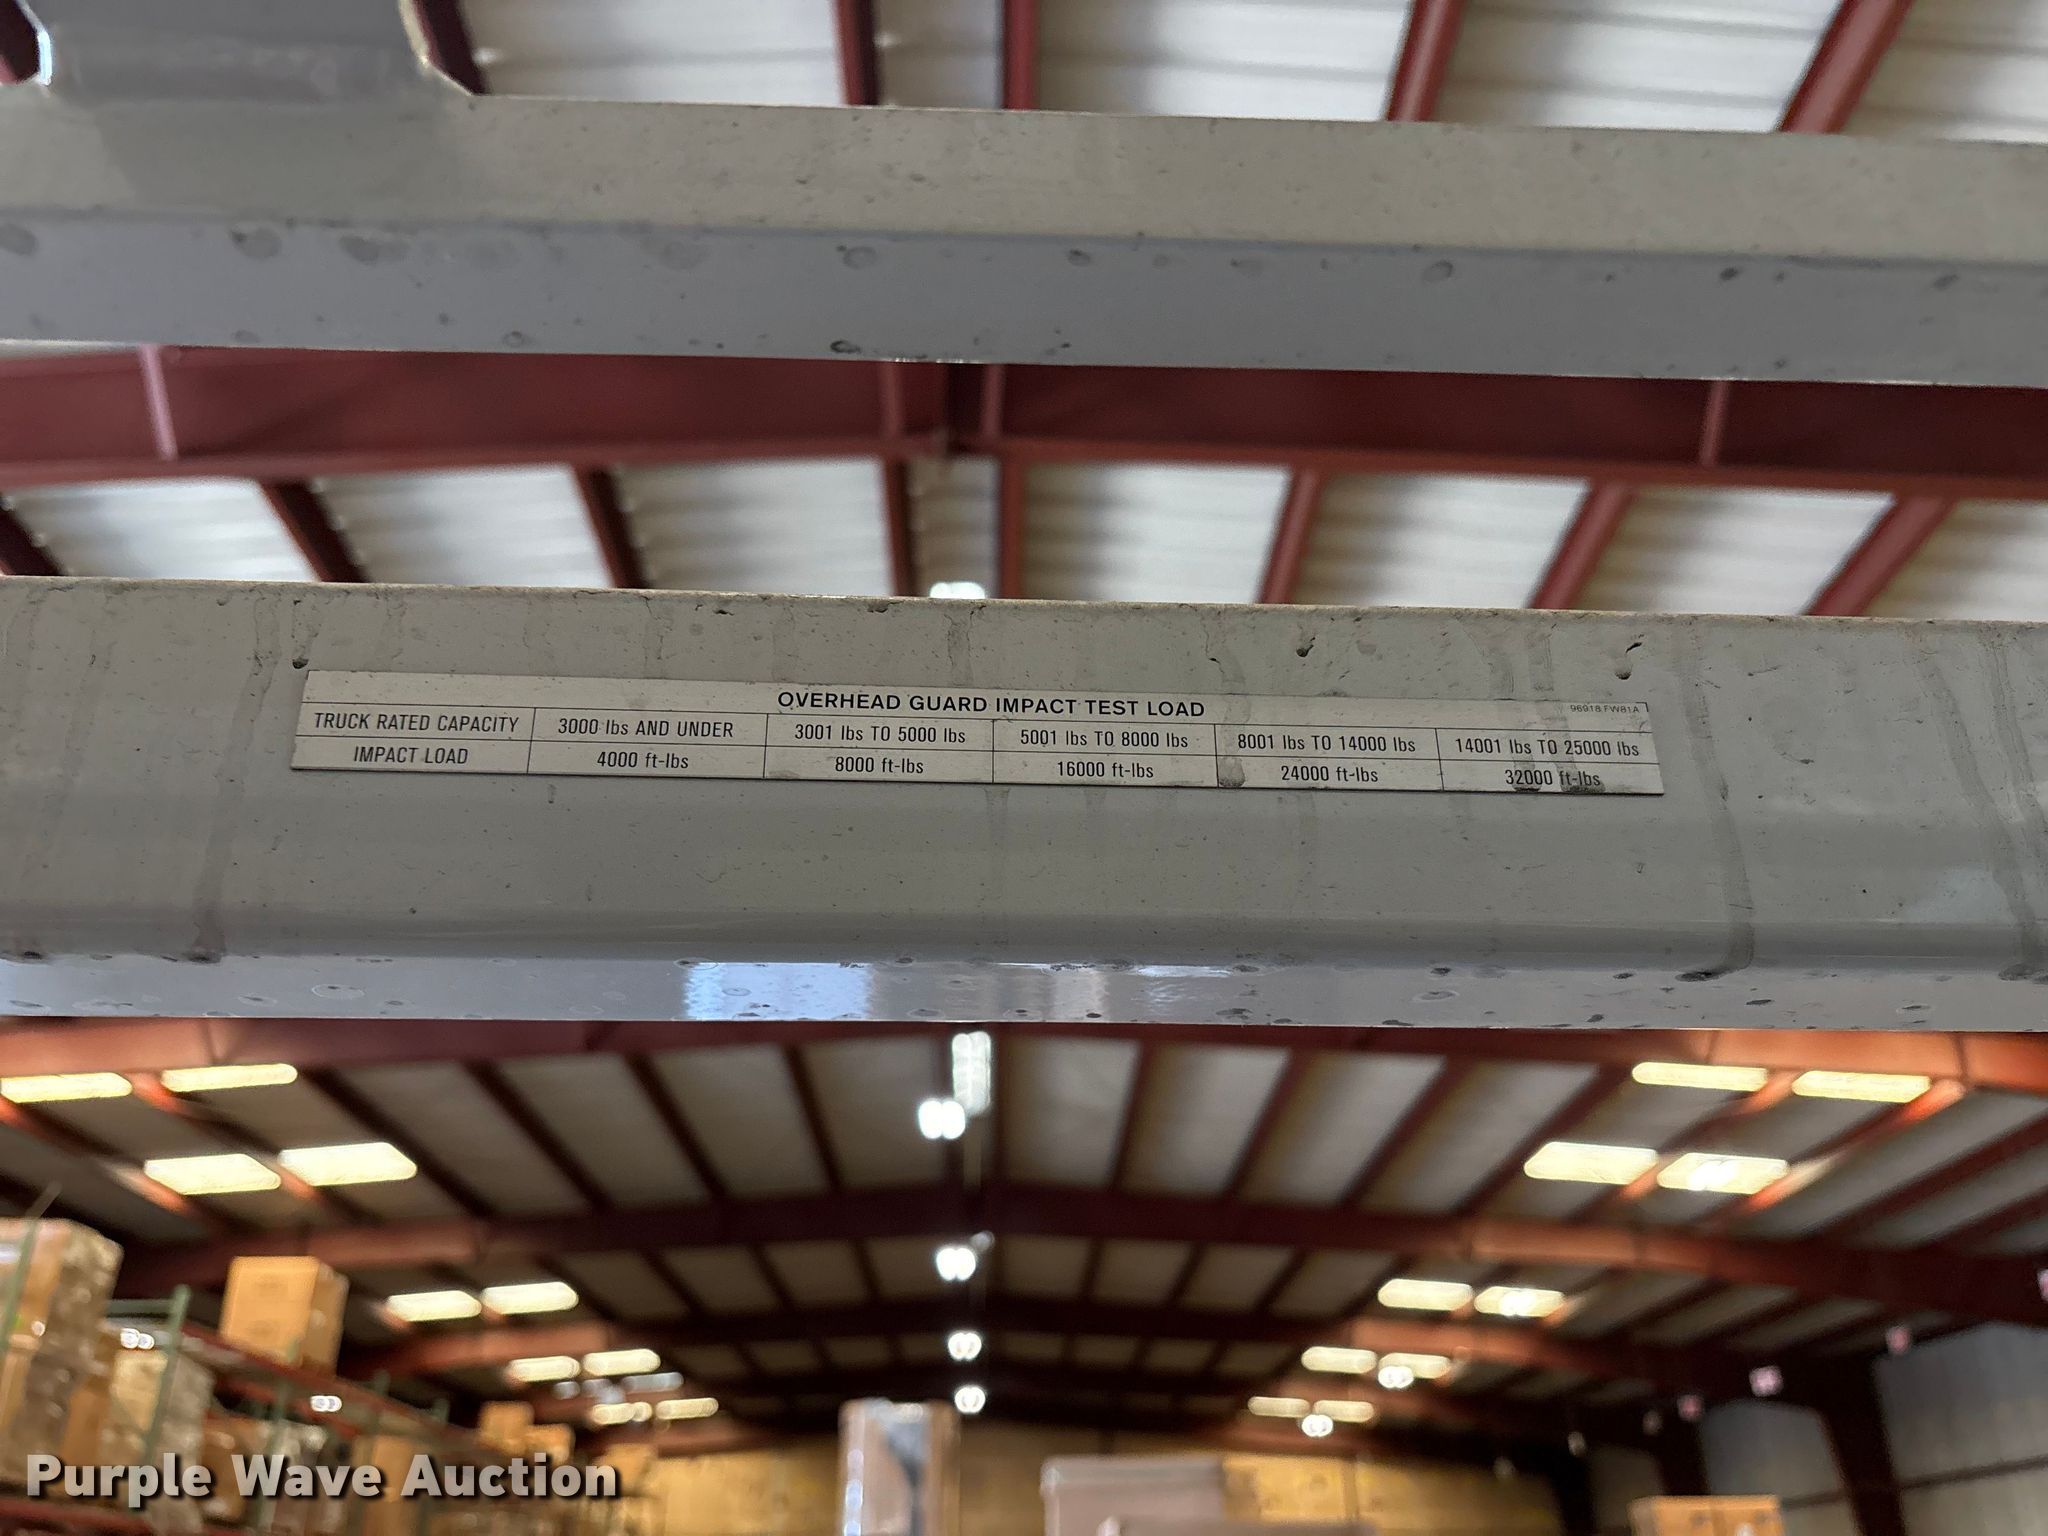 OVERHEAD GUARD IMPACT TEST LOAD
96918 FW81A
TRUCK RATED CAPACITY 3000 lbs AND UNDER 3001 lbs TO 5000 lbs 5001 lbs TO 8000 lbs 8001 lbs TO 14000 lbs 14001 lbs TO 25000 lbs
IMPACT LOAD 4000 ft-lbs 8000 ft-lbs 16000 ft-lbs 24000 ft-lbs 32000 ft-lbs
Purple Wave Auction